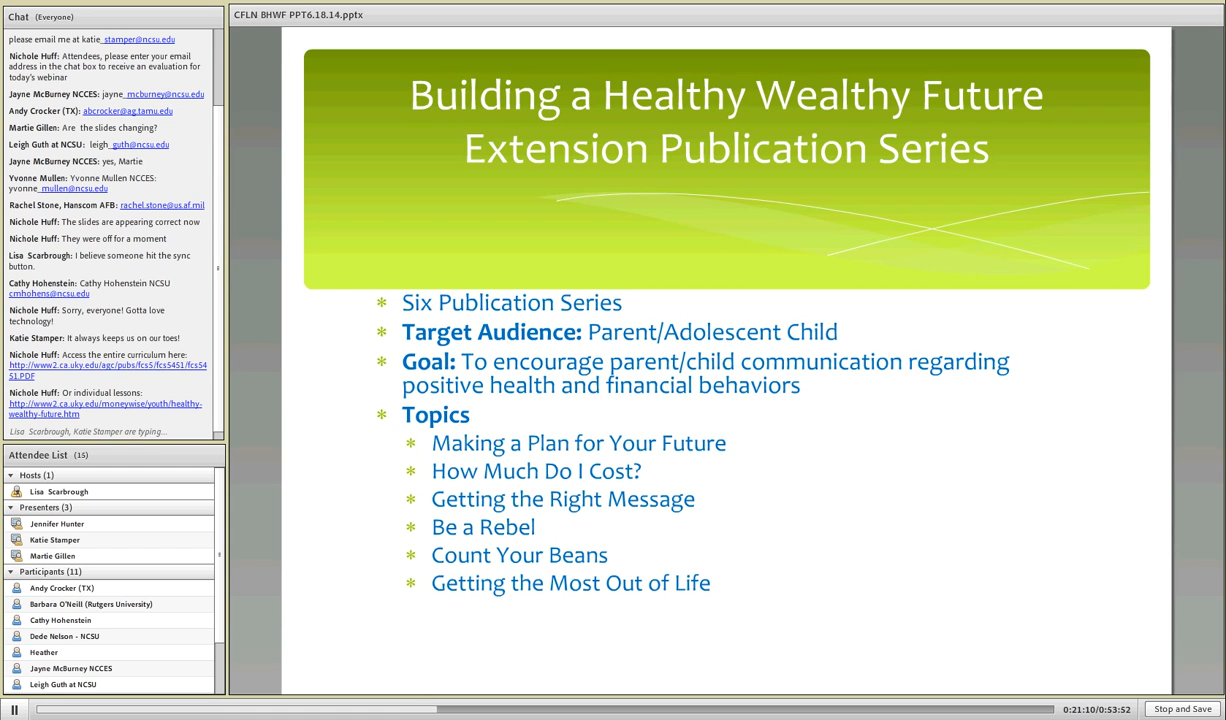 Chat (Everyone)
please email me at katie_stamper@ncsu.edu
Nichole Huff: Attendees, please enter your email
address in the chat box to receive an evaluation for
today's webinar
Jayne McBurney NCCES: jayne_mcburney@ncsu.edu
Andy Crocker (TX): abcrocker@ag.tamu.edu
Martie Gillen: Are the slides changing?
Leigh Guth at NCSU: leigh_guth@ncsu.edu
Jayne McBurney NCCES: yes, Martie
Yvonne Mullen: Yvonne Mullen NCCES:
yvonne_mullen@ncsu.edu
Rachel Stone, Hanscom AFB: rachel.stone@us.af.mil
Nichole Huff: The slides are appearing correct now
Nichole Huff: They were off for a moment
Lisa Scarbrough: I believe someone hit the sync
button.
Cathy Hohenstein: Cathy Hohenstein NCSU
cmhohens@ncsu.edu
Nichole Huff: Sorry, everyone! Gotta love
technology!
Katie Stamper: It always keeps us on our toes!
Nichole Huff: Access the entire curriculum here:
http://www2.ca.uky.edu/agc/pubs/fcs5/fcs5451/fcs54
51.PDF
Nichole Huff: Or individual lessons:
http://www2.ca.uky.edu/moneywise/youth/healthy-
wealthy-future.htm
Lisa Scarbrough, Katie Stamper are typing...
Attendee List (15)
Hosts (1)
Lisa Scarbrough
Presenters (3)
Jennifer Hunter
Katie Stamper
Martie Gillen
Participants (11)
Andy Crocker (TX)
Barbara O'Neill (Rutgers University)
Cathy Hohenstein
Dede Nelson - NCSU
Heather
Jayne McBurney NCCES
Leigh Guth at NCSU
CFLN BHWF PPT6.18.14.pptx
Building a Healthy Wealthy Future
Extension Publication Series
* Six Publication Series
* Target Audience: Parent/Adolescent Child
* Goal: To encourage parent/child communication regarding
positive health and financial behaviors
* Topics
* Making a Plan for Your Future
* How Much Do I Cost?
* Getting the Right Message
* Be a Rebel
* Count Your Beans
* Getting the Most Out of Life
0:21:10/0:53:52
Stop and Save